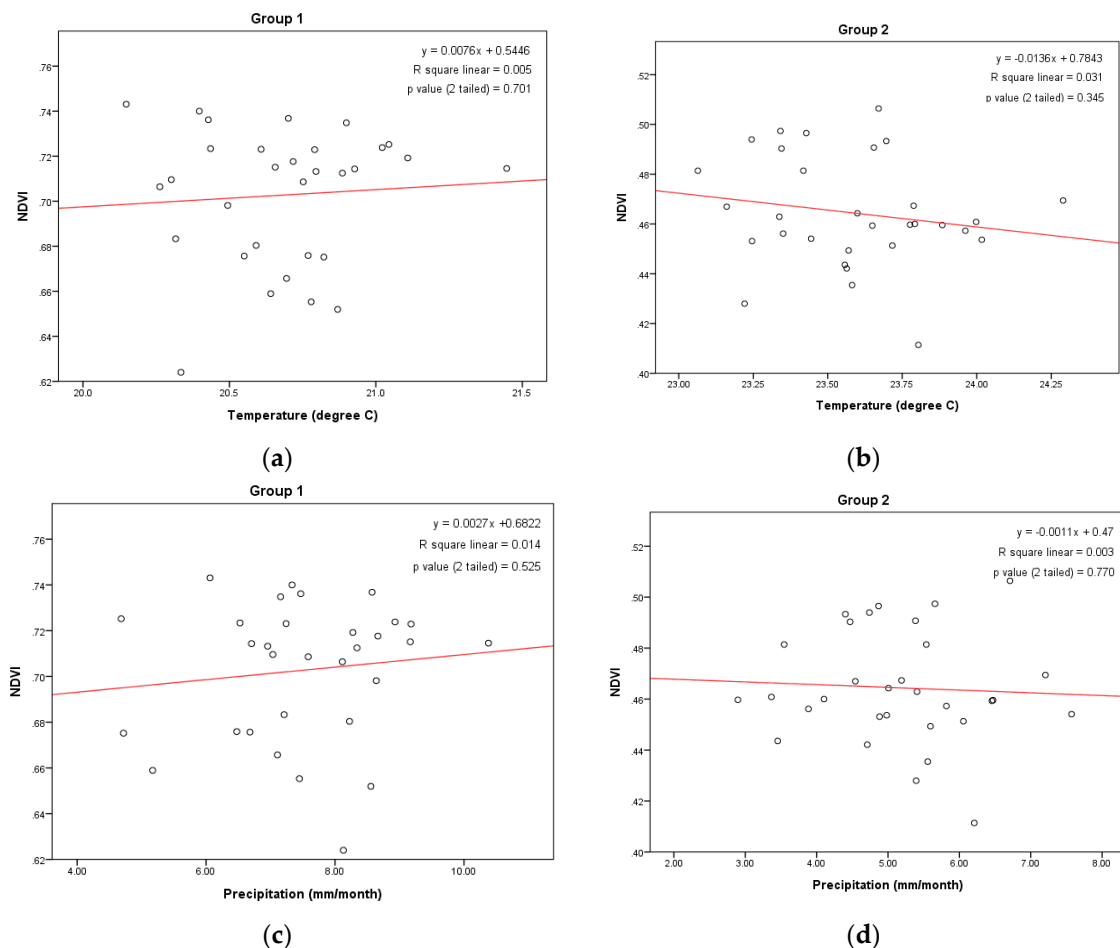 Group 1
y = 0.0076x + 0.5446
R square linear = 0.005
p value (2 tailed) = 0.701
NDVI
.76
.74
.72
.70
.68
.66
.64
.62
20.0 20.5 21.0 21.5
Temperature (degree C)
(a)
Group 2
y = -0.0136x + 0.7843
R square linear = 0.031
p value (2 tailed) = 0.345
NDVI
.52
.50
.48
.46
.44
.42
.40
23.00 23.25 23.50 23.75 24.00 24.25
Temperature (degree C)
(b)
Group 1
y = 0.0027x +0.6822
R square linear = 0.014
p value (2 tailed) = 0.525
NDVI
.76
.74
.72
.70
.68
.66
.64
.62
4.00 6.00 8.00 10.00
Precipitation (mm/month)
(c)
Group 2
y = -0.0011x + 0.47
R square linear = 0.003
p value (2 tailed) = 0.770
NDVI
.52
.50
.48
.46
.44
.42
.40
2.00 3.00 4.00 5.00 6.00 7.00 8.00
Precipitation (mm/month)
(d)